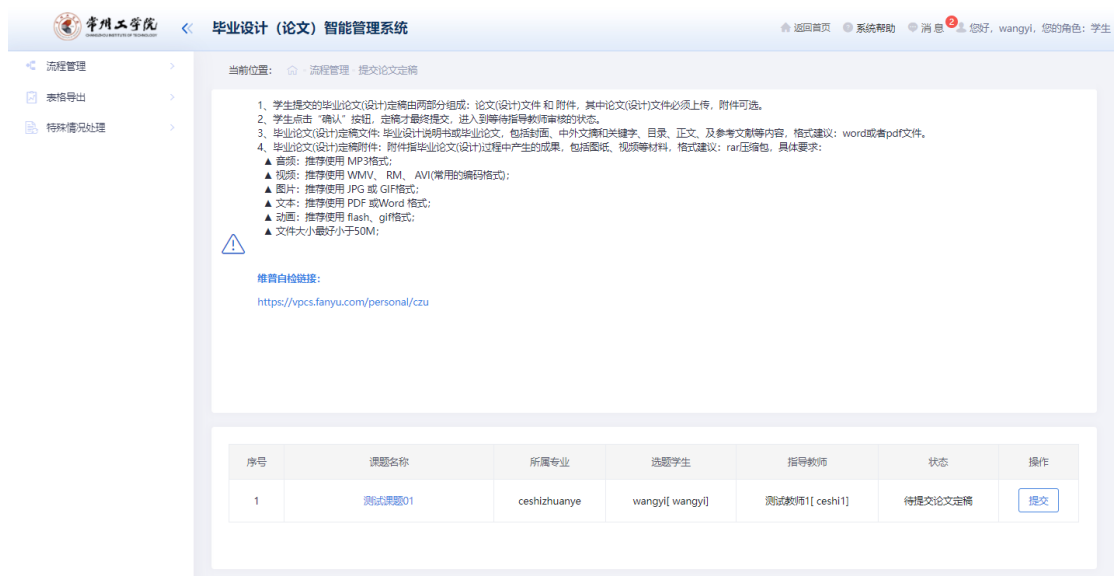 常州工学院
CHANGZHOU INSTITUTE OF TECHNOLOGY
毕业设计(论文)智能管理系统
返回首页 系统帮助 消息 2 您好,wangyi,您的角色:学生
流程管理
表格导出
特殊情况处理
当前位置: 流程管理 · 提交论文定稿
1、学生提交的毕业论文(设计)定稿由两部分组成:论文(设计)文件 和 附件,其中论文(设计)文件必须上传,附件可选。
2、学生点击“确认”按钮,定稿才最终提交,进入到等待指导教师审核的状态。
3、毕业论文(设计)定稿文件: 毕业设计说明书或毕业论文,包括封面、中外文摘和关键字、目录、正文、及参考文献等内容,格式建议:word或者pdf文件。
4、毕业论文(设计)定稿附件:附件指毕业论文(设计)过程中产生的成果,包括图纸、视频等材料,格式建议:rar压缩包,具体要求:
▲ 音频:推荐使用 MP3格式;
▲ 视频:推荐使用 WMV、 RM、 AVI(常用的编码格式);
▲ 图片:推荐使用 JPG 或 GIF格式;
▲ 文本:推荐使用 PDF 或Word 格式;
▲ 动画:推荐使用 flash、gif格式;
▲ 文件大小最好小于50M;
维普自检链接:
https://vpcs.fanyu.com/personal/czu
序号 课题名称 所属专业 选题学生 指导教师 状态 操作
1 测试课题01 ceshizhuanye wangyi[ wangyi] 测试教师1[ ceshi1] 待提交论文定稿 提交